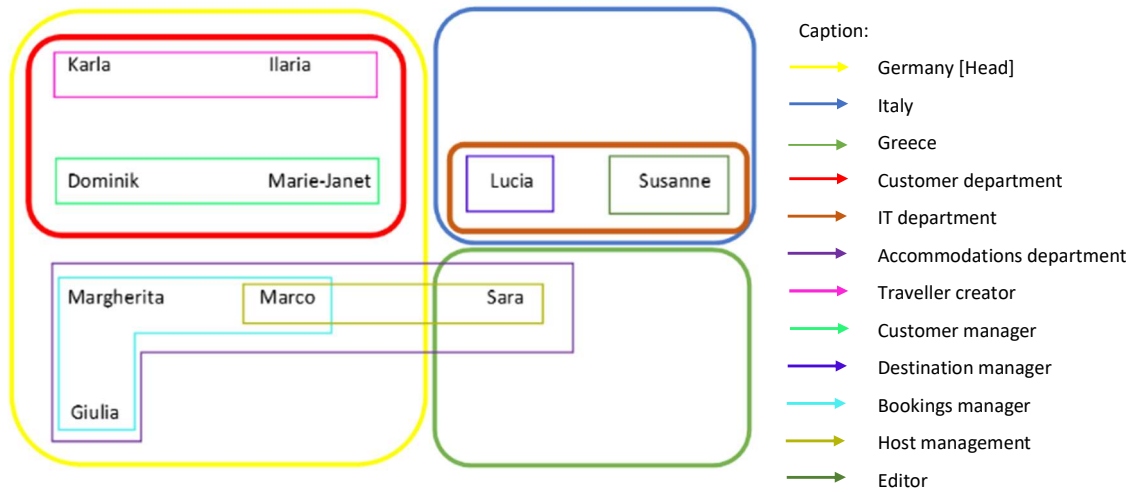 Karla Ilaria
Dominik Marie-Janet
Margherita Marco Sara
Giulia
Lucia Susanne
Caption:
Germany [Head]
Italy
Greece
Customer department
IT department
Accommodations department
Traveller creator
Customer manager
Destination manager
Bookings manager
Host management
Editor